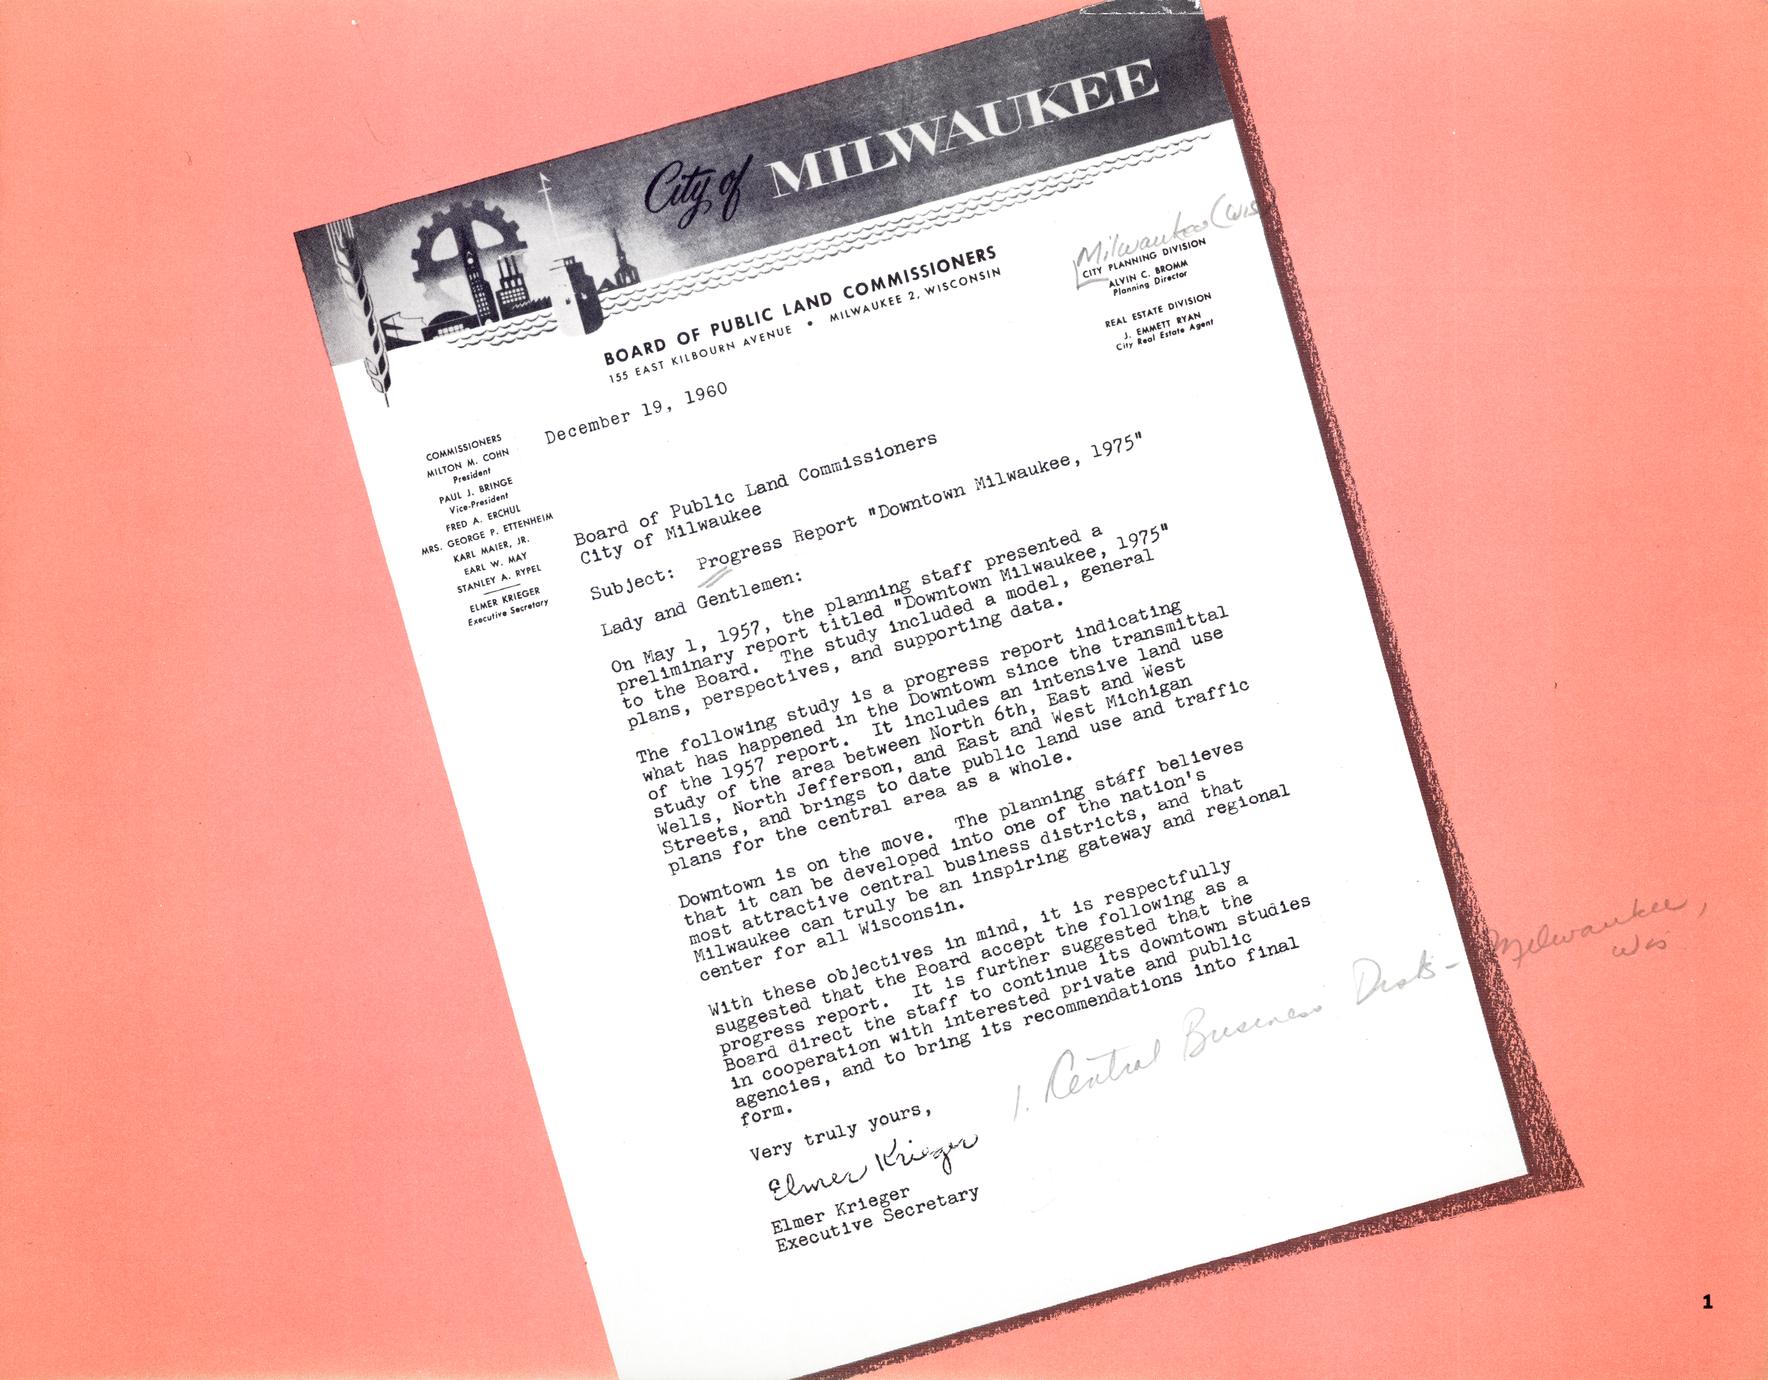 City of MILWAUKEE
BOARD OF PUBLIC LAND COMMISSIONERS
155 EAST KILBOURN AVENUE • MILWAUKEE 2, WISCONSIN
Milwaukee (Wis
CITY PLANNING DIVISION
ALVIN C. BROMM
Planning Director
REAL ESTATE DIVISION
J. EMMETT RYAN
City Real Estate Agent
COMMISSIONERS
MILTON M. COHN
President
PAUL J. BRINGE
Vice-President
FRED A. ERCHUL
MRS. GEORGE P. ETTENHEIM
KARL MAIER, JR.
EARL W. MAY
STANLEY A. RYPEL
ELMER KRIEGER
Executive Secretary
December 19, 1960
Board of Public Land Commissioners
City of Milwaukee
Subject: Progress Report "Downtown Milwaukee, 1975"
Lady and Gentlemen:
On May 1, 1957, the planning staff presented a
preliminary report titled "Downtown Milwaukee, 1975"
to the Board. The study included a model, general
plans, perspectives, and supporting data.
The following study is a progress report indicating
what has happened in the Downtown since the transmittal
of the 1957 report. It includes an intensive land use
study of the area between North 6th, East and West
Wells, North Jefferson, and East and West Michigan
Streets, and brings to date public land use and traffic
plans for the central area as a whole.
Downtown is on the move. The planning staff believes
that it can be developed into one of the nation's
most attractive central business districts, and that
Milwaukee can truly be an inspiring gateway and regional
center for all Wisconsin.
With these objectives in mind, it is respectfully
suggested that the Board accept the following as a
progress report. It is further suggested that the
Board direct the staff to continue its downtown studies
in cooperation with interested private and public
agencies, and to bring its recommendations into final
form.
Very truly yours,
Elmer Krieger
Elmer Krieger
Executive Secretary
1. Central Business Dists - Milwaukee,
Wis
1